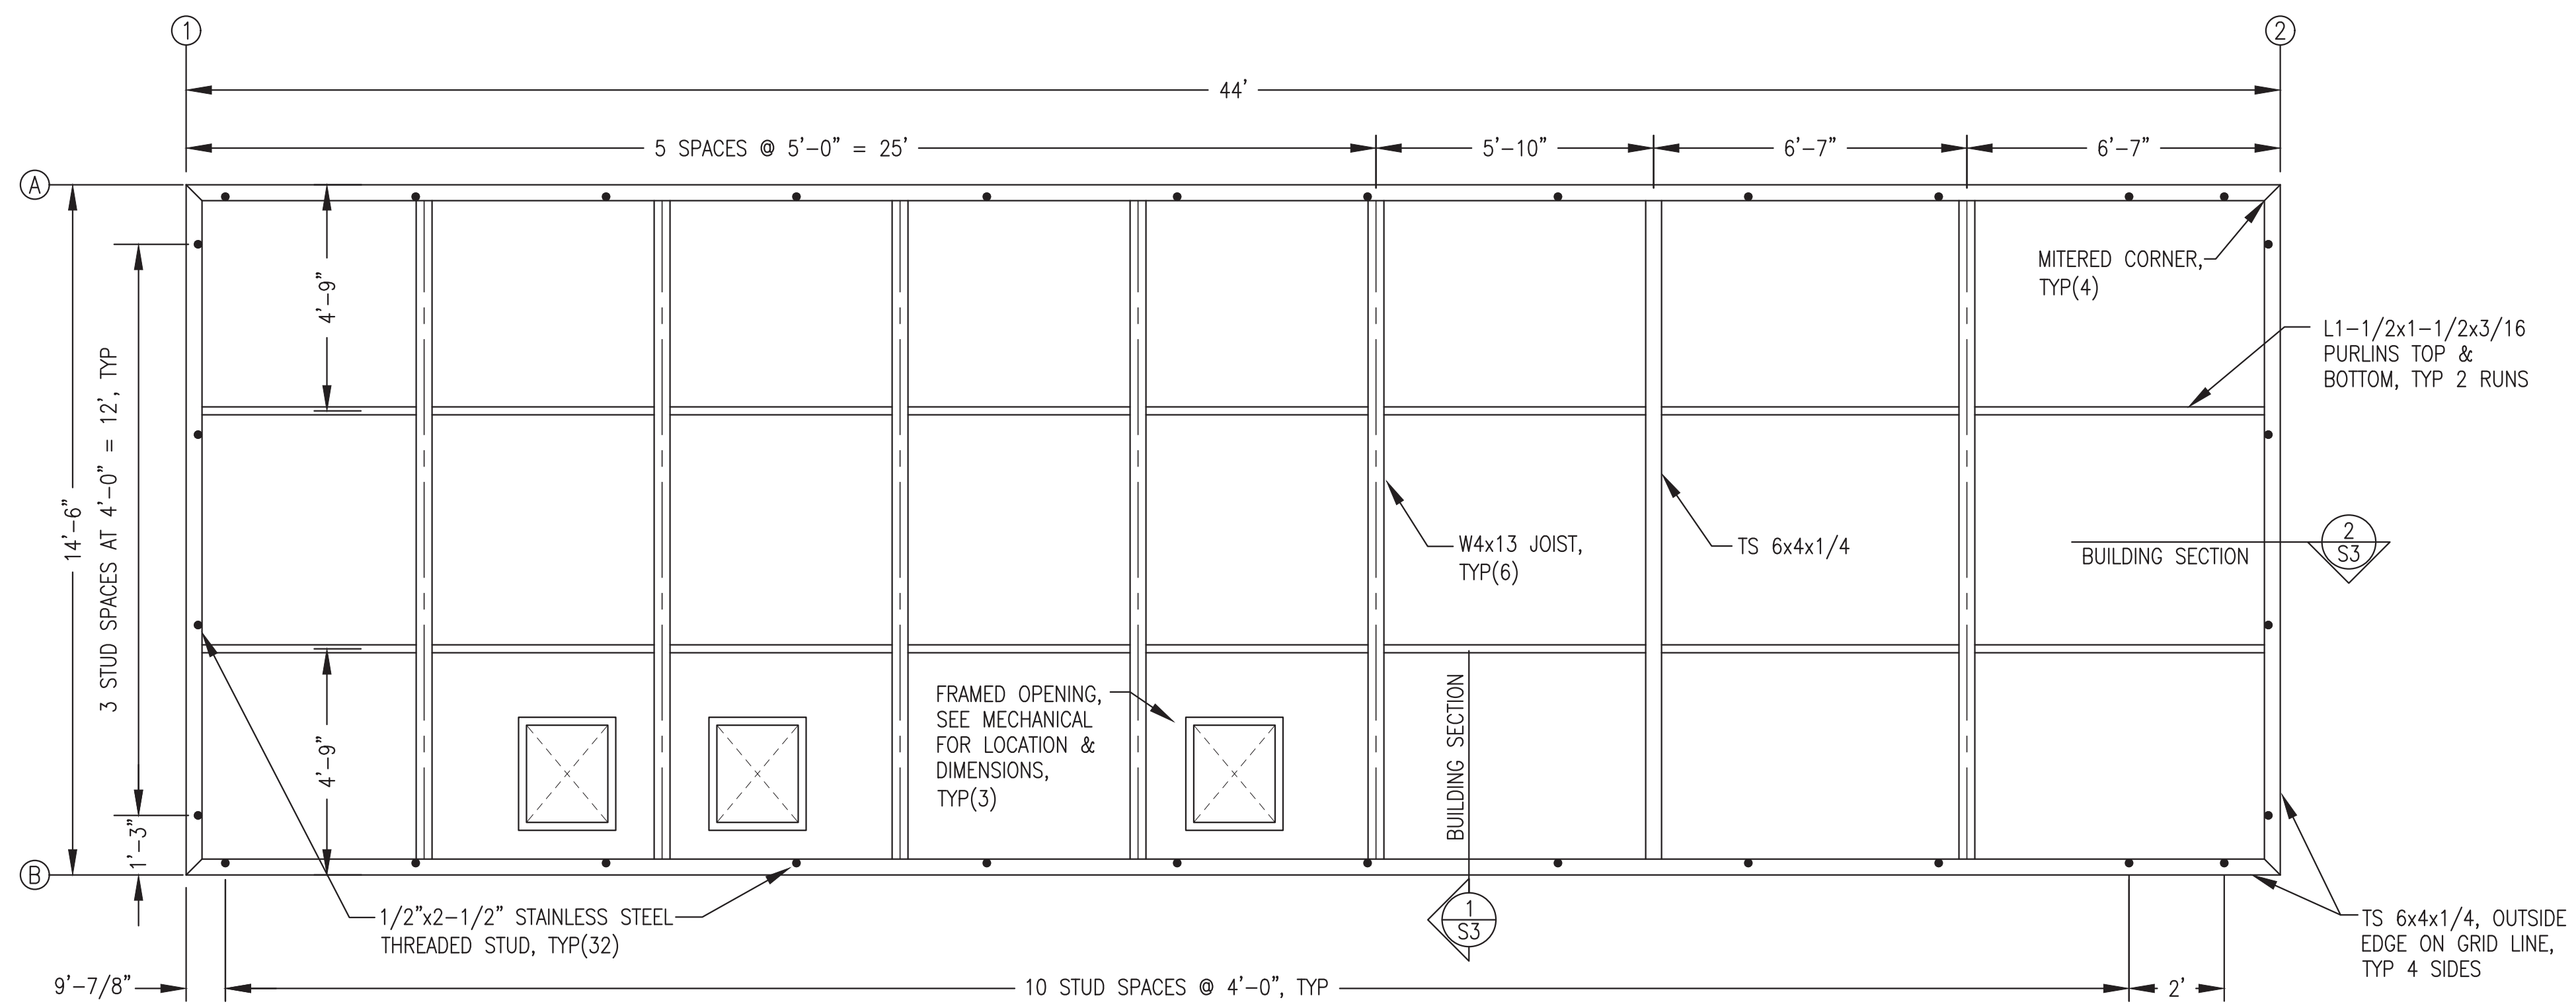 1
2
44'
5 SPACES @ 5'-0" = 25'
5'-10"
6'-7"
6'-7"
A
4'-9"
MITERED CORNER,
TYP(4)
L1-1/2x1-1/2x3/16
PURLINS TOP &
BOTTOM, TYP 2 RUNS
3 STUD SPACES AT 4'-0" = 12', TYP
14'-6"
W4x13 JOIST,
TYP(6)
TS 6x4x1/4
BUILDING SECTION
2
S3
FRAMED OPENING,
SEE MECHANICAL
FOR LOCATION &
DIMENSIONS,
TYP(3)
BUILDING SECTION
4'-9"
1'-3"
B
1/2"x2-1/2" STAINLESS STEEL
THREADED STUD, TYP(32)
1
S3
TS 6x4x1/4, OUTSIDE
EDGE ON GRID LINE,
TYP 4 SIDES
9'-7/8"
10 STUD SPACES @ 4'-0", TYP
2'